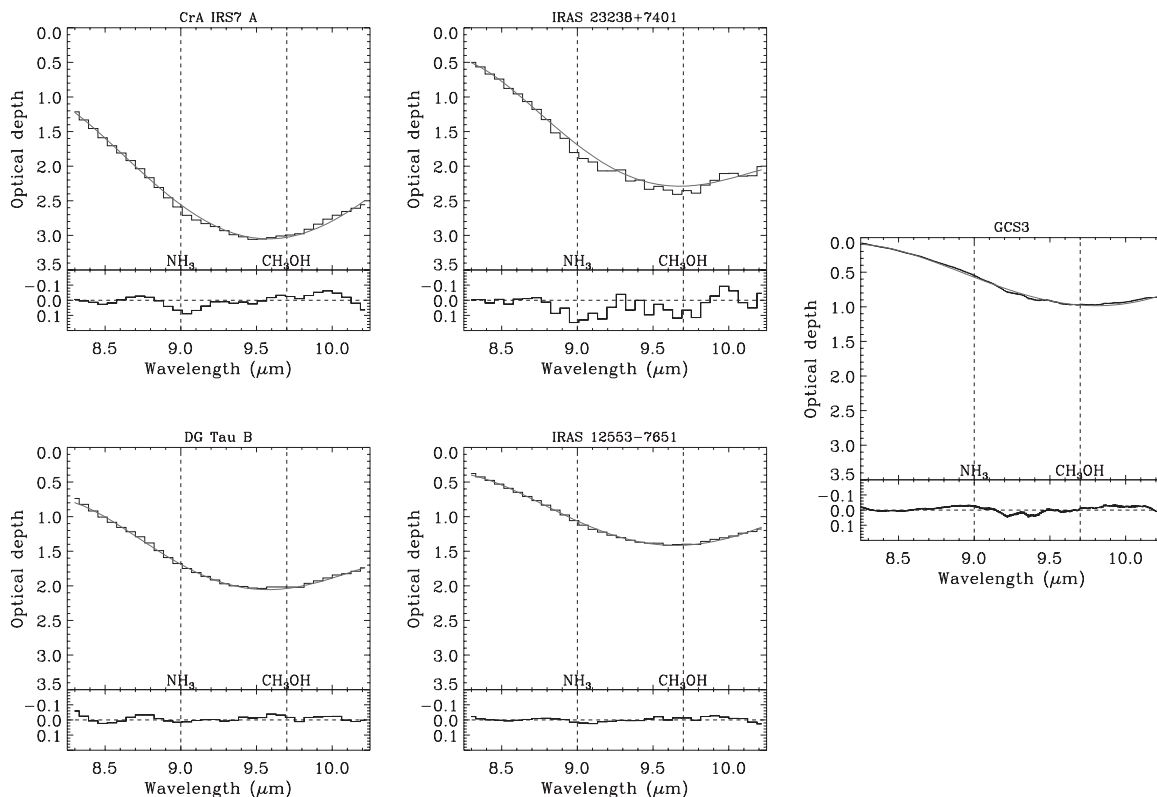 CrA IRS7 A
0.0
0.5
1.0
1.5
2.0
2.5
3.0
3.5
Optical depth
NH₃
CH₃OH
−0.1
0.0
0.1
8.5 9.0 9.5 10.0
Wavelength (μm)
IRAS 23238+7401
0.0
0.5
1.0
1.5
2.0
2.5
3.0
3.5
Optical depth
NH₃
CH₃OH
−0.1
0.0
0.1
8.5 9.0 9.5 10.0
Wavelength (μm)
GCS3
0.0
0.5
1.0
1.5
2.0
2.5
3.0
3.5
Optical depth
NH₃
CH₃OH
−0.1
0.0
0.1
8.5 9.0 9.5 10.0
Wavelength (μm)
DG Tau B
0.0
0.5
1.0
1.5
2.0
2.5
3.0
3.5
Optical depth
NH₃
CH₃OH
−0.1
0.0
0.1
8.5 9.0 9.5 10.0
Wavelength (μm)
IRAS 12553−7651
0.0
0.5
1.0
1.5
2.0
2.5
3.0
3.5
Optical depth
NH₃
CH₃OH
−0.1
0.0
0.1
8.5 9.0 9.5 10.0
Wavelength (μm)